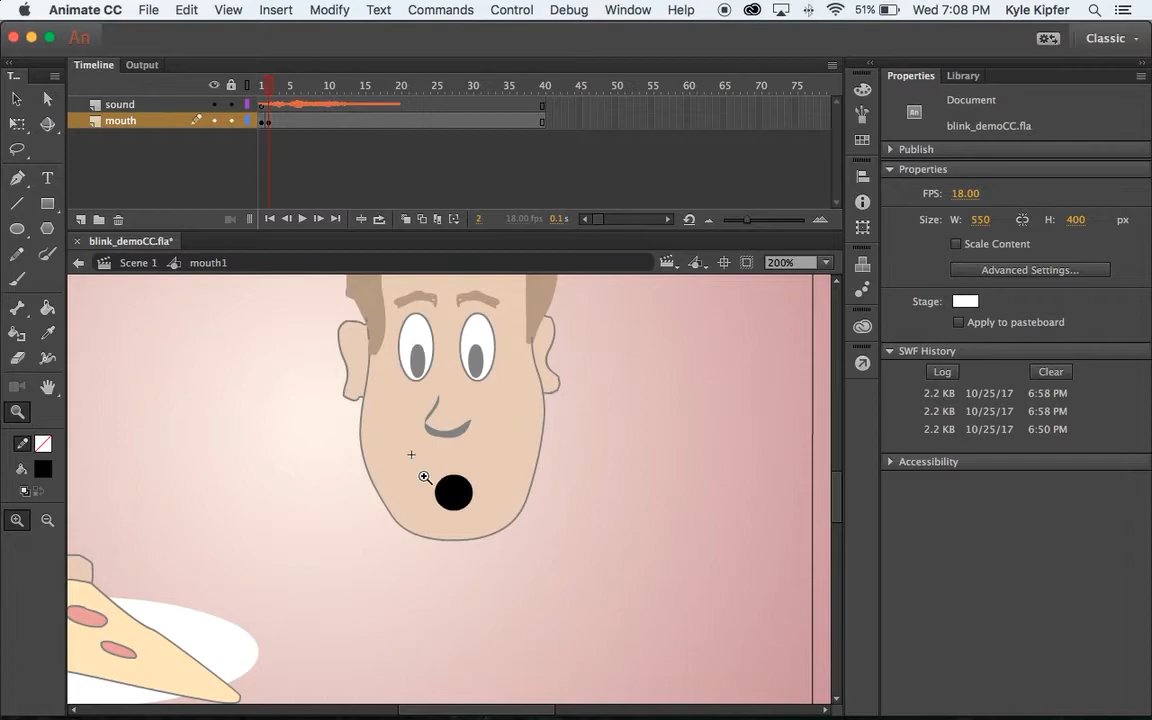 Animate CC File Edit View Insert Modify Text Commands Control Debug Window Help 51% Wed 7:08 PM Kyle Kipfer
An Classic
T... Timeline Output Properties Library
1 5 10 15 20 25 30 35 40 45 50 55 60 65 70 75
sound
mouth
Document
An
blink_demoCC.fla
Publish
Properties
FPS: 18.00
2 18.00 fps 0.1s
Size: W: 550 H: 400 px
blink_demoCC.fla*
Scale Content
Scene 1 mouth1 200%
Advanced Settings...
Stage:
Apply to pasteboard
SWF History
Log Clear
2.2 KB 10/25/17 6:58 PM
2.2 KB 10/25/17 6:58 PM
2.2 KB 10/25/17 6:50 PM
Accessibility